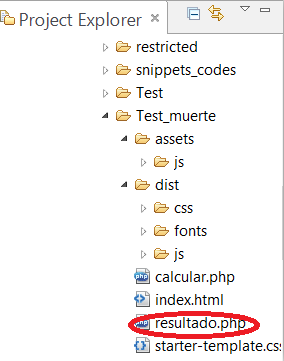 Project Explorer
restricted
snippets_codes
Test
Test_muerte
assets
js
dist
css
fonts
js
calcular.php
index.html
resultado.php
starter-template.cs